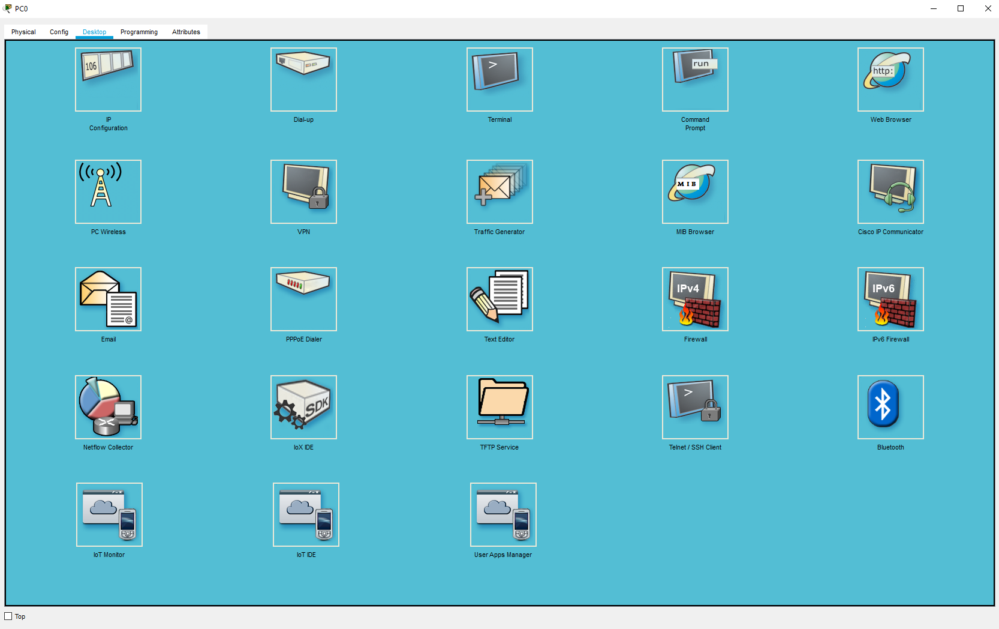 PC0
Physical Config Desktop Programming Attributes
106
>
run
http:
IP
Configuration
Dial-up
Terminal
Command
Prompt
Web Browser
MIB
PC Wireless
VPN
Traffic Generator
MIB Browser
Cisco IP Communicator
@
IPv4
IPv6
Email
PPPoE Dialer
Text Editor
Firewall
IPv6 Firewall
SDK
>
Netflow Collector
IoX IDE
TFTP Service
Telnet / SSH Client
Bluetooth
IoT Monitor
IoT IDE
User Apps Manager
Top